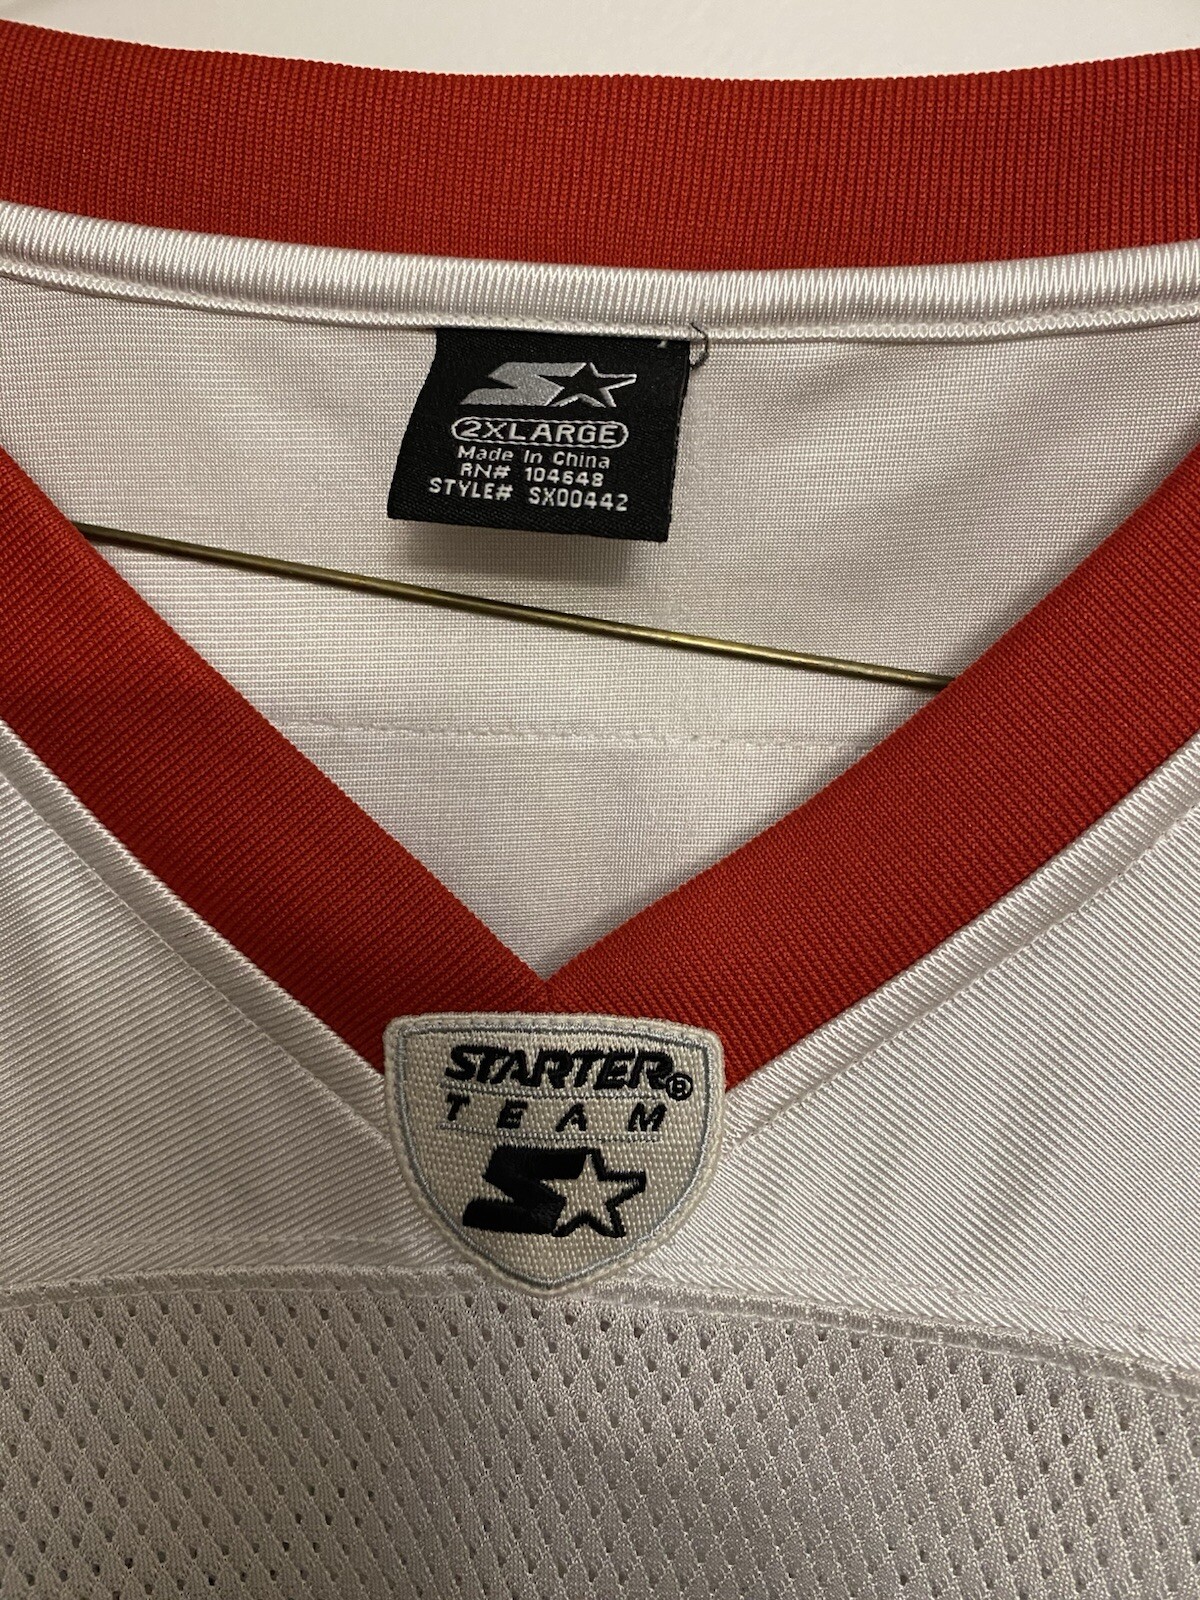 2XLARGE
Made In China
RN# 104648
STYLE# SX00442
STARTER®
TEAM